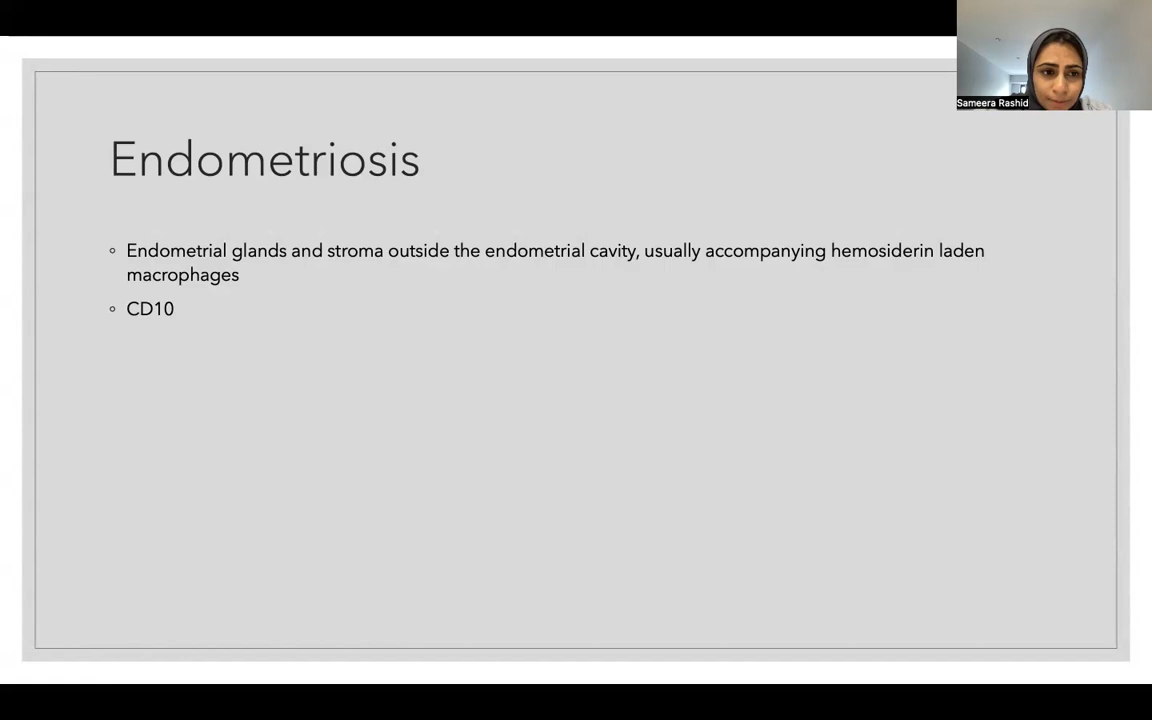 Sameera Rashid
Endometriosis
◦ Endometrial glands and stroma outside the endometrial cavity, usually accompanying hemosiderin laden
macrophages
◦ CD10